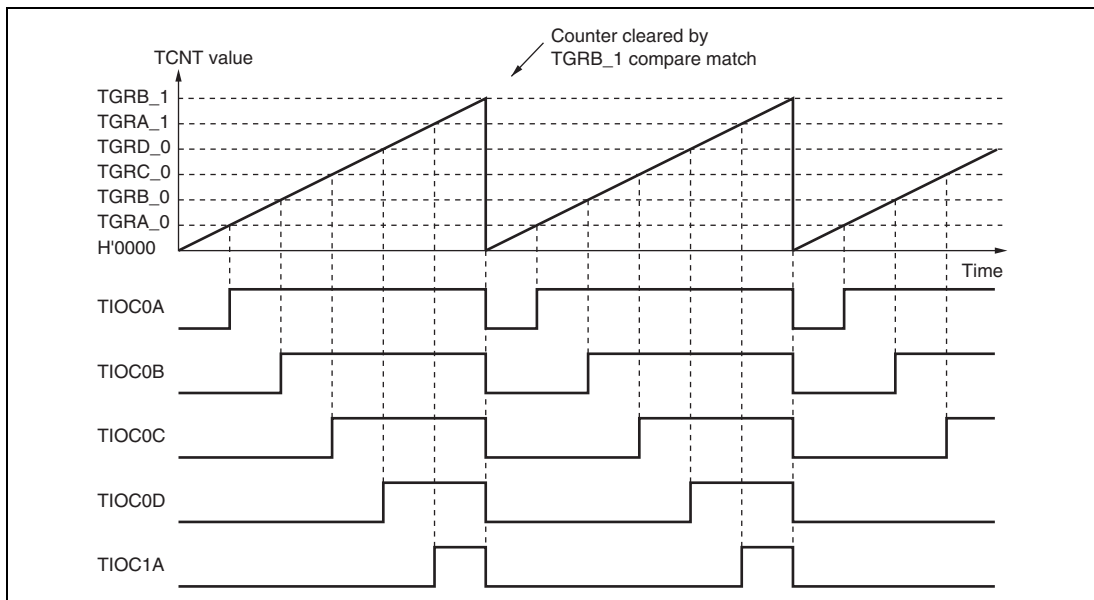 Counter cleared by
TGRB_1 compare match
TCNT value
TGRB_1
TGRA_1
TGRD_0
TGRC_0
TGRB_0
TGRA_0
H'0000
Time
TIOC0A
TIOC0B
TIOC0C
TIOC0D
TIOC1A